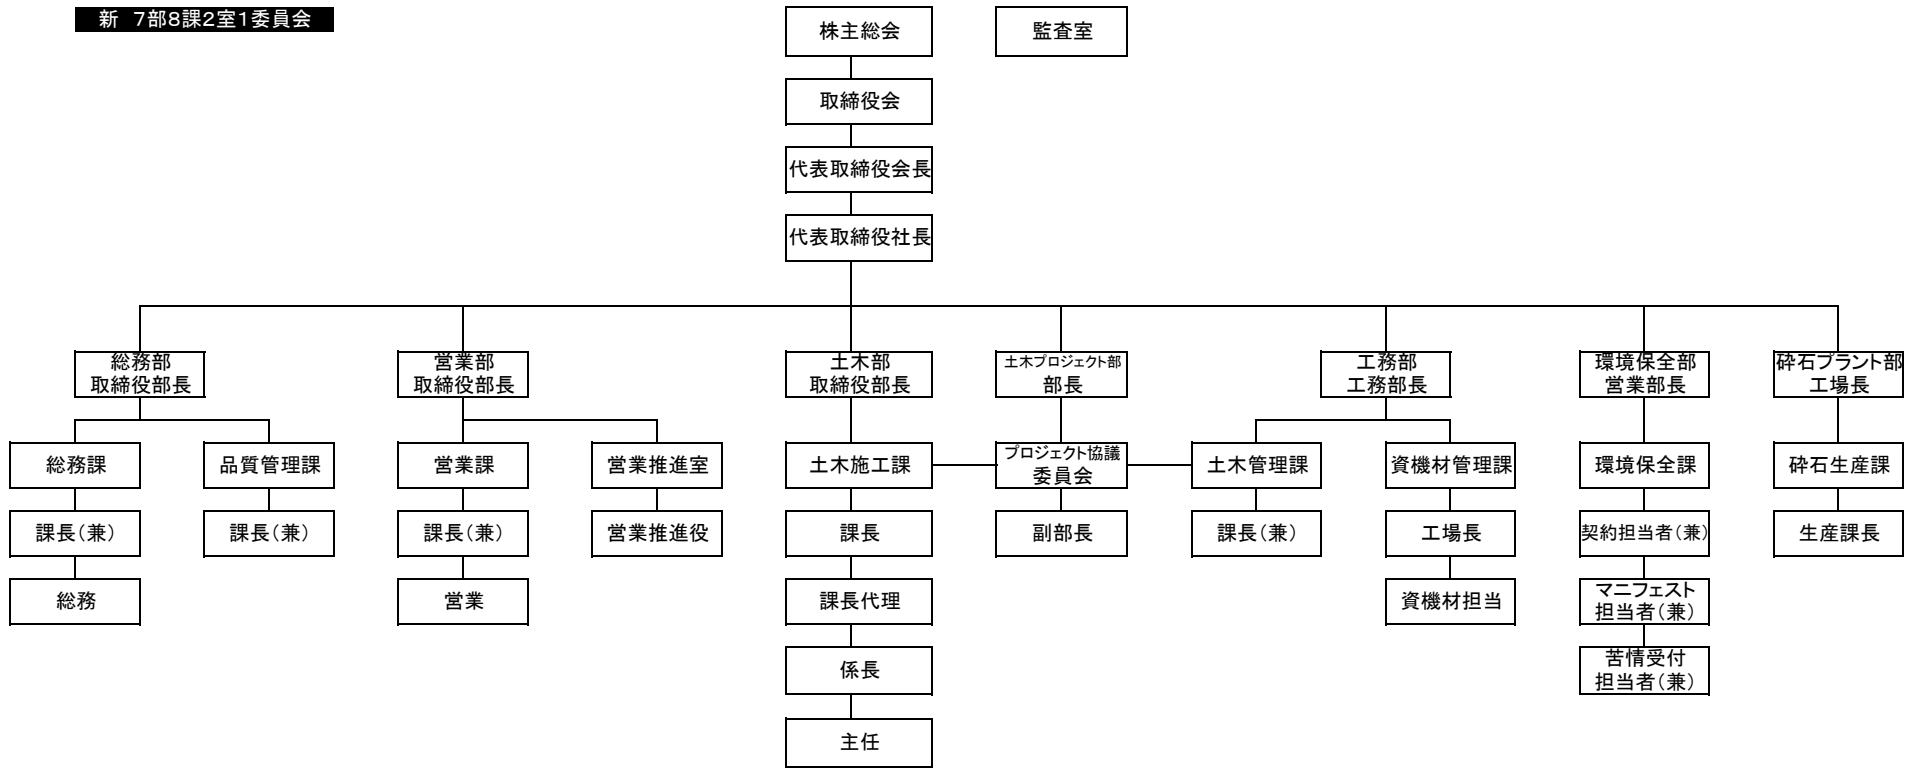 新 7部8課2室1委員会
株主総会
監査室
取締役会
代表取締役会長
代表取締役社長
総務部
取締役部長
営業部
取締役部長
土木部
取締役部長
土木プロジェクト部
部長
工務部
工務部長
環境保全部
営業部長
砕石プラント部
工場長
総務課
品質管理課
営業課
営業推進室
土木施工課
プロジェクト協議
委員会
土木管理課
資機材管理課
環境保全課
砕石生産課
課長(兼)
課長(兼)
課長(兼)
営業推進役
課長
副部長
課長(兼)
工場長
契約担当者(兼)
生産課長
総務
営業
課長代理
資機材担当
マニフェスト
担当者(兼)
係長
苦情受付
担当者(兼)
主任